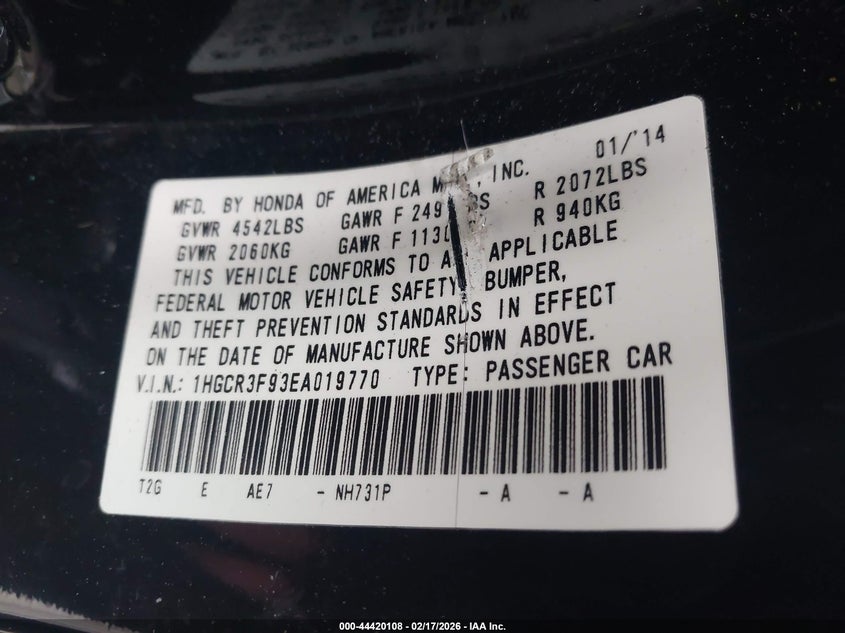 MFD. BY HONDA OF AMERICA INC. 01/'14
GVWR 4542LBS GAWR F R 2072LBS
GVWR 2060KG GAWR F 1130 R 940KG
THIS VEHICLE CONFORMS TO APPLICABLE
FEDERAL MOTOR VEHICLE SAFETY, BUMPER,
AND THEFT PREVENTION STANDARDS IN EFFECT
ON THE DATE OF MANUFACTURE SHOWN ABOVE.
V.I.N.: 1HGCR3F93EA019770 TYPE: PASSENGER CAR
T2G E AE7 - NH731P - A - A
000-44420108 - 02/17/2026 - IAA Inc.